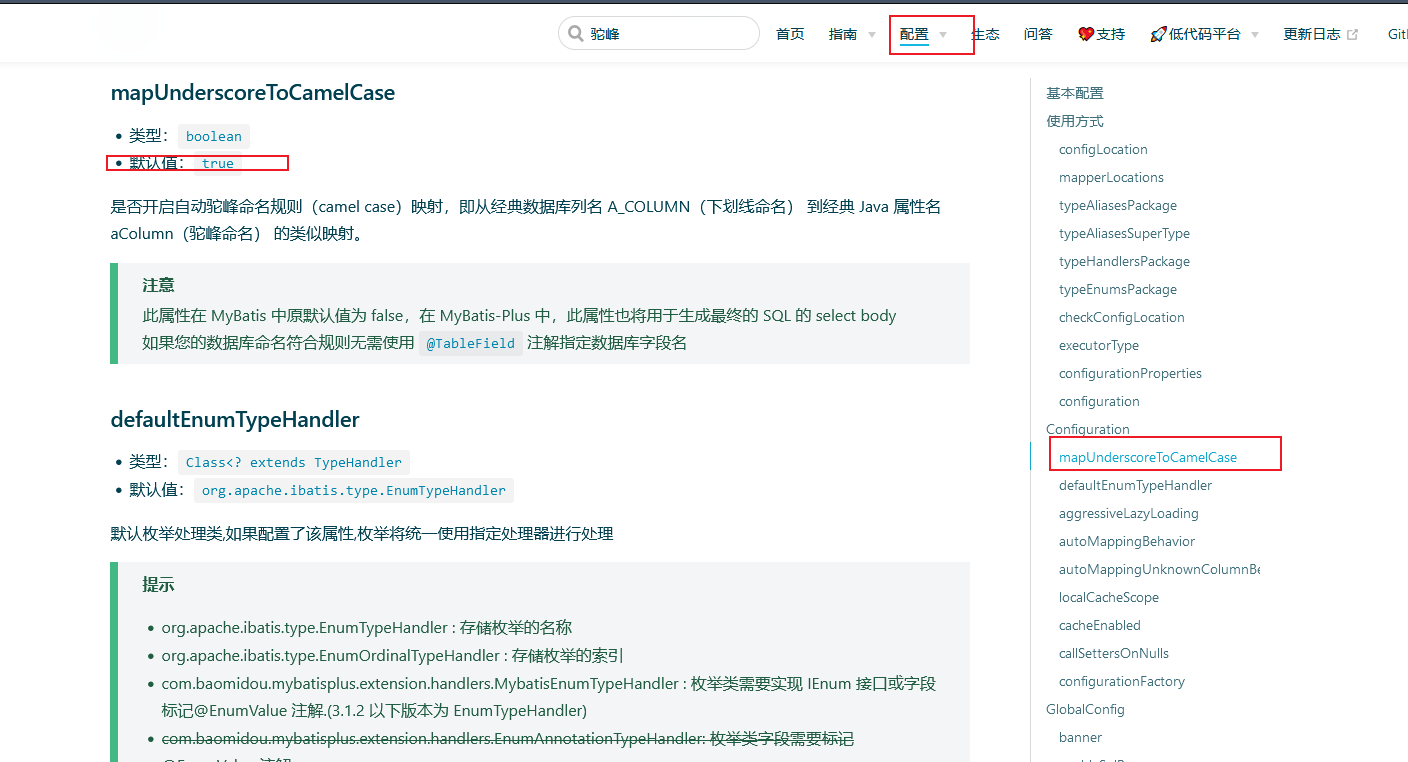 驼峰
首页
指南
配置
生态
问答
支持
低代码平台
更新日志
mapUnderscoreToCamelCase
• 类型： boolean
• 默认值： true
是否开启自动驼峰命名规则（camel case）映射，即从经典数据库列名 A_COLUMN（下划线命名） 到经典 Java 属性名
aColumn（驼峰命名） 的类似映射。
注意
此属性在 MyBatis 中原默认值为 false，在 MyBatis-Plus 中，此属性也将用于生成最终的 SQL 的 select body
如果您的数据库命名符合规则无需使用 @TableField 注解指定数据库字段名
defaultEnumTypeHandler
• 类型： Class<? extends TypeHandler
• 默认值： org.apache.ibatis.type.EnumTypeHandler
默认枚举处理类,如果配置了该属性,枚举将统一使用指定处理器进行处理
提示
• org.apache.ibatis.type.EnumTypeHandler : 存储枚举的名称
• org.apache.ibatis.type.EnumOrdinalTypeHandler : 存储枚举的索引
• com.baomidou.mybatisplus.extension.handlers.MybatisEnumTypeHandler : 枚举类需要实现 IEnum 接口或字段
标记@EnumValue 注解.(3.1.2 以下版本为 EnumTypeHandler)
• com.baomidou.mybatisplus.extension.handlers.EnumAnnotationTypeHandler: 枚举类字段需要标记
基本配置
使用方式
configLocation
mapperLocations
typeAliasesPackage
typeAliasesSuperType
typeHandlersPackage
typeEnumsPackage
checkConfigLocation
executorType
configurationProperties
configuration
Configuration
mapUnderscoreToCamelCase
defaultEnumTypeHandler
aggressiveLazyLoading
autoMappingBehavior
autoMappingUnknownColumnBe
localCacheScope
cacheEnabled
callSettersOnNulls
configurationFactory
GlobalConfig
banner